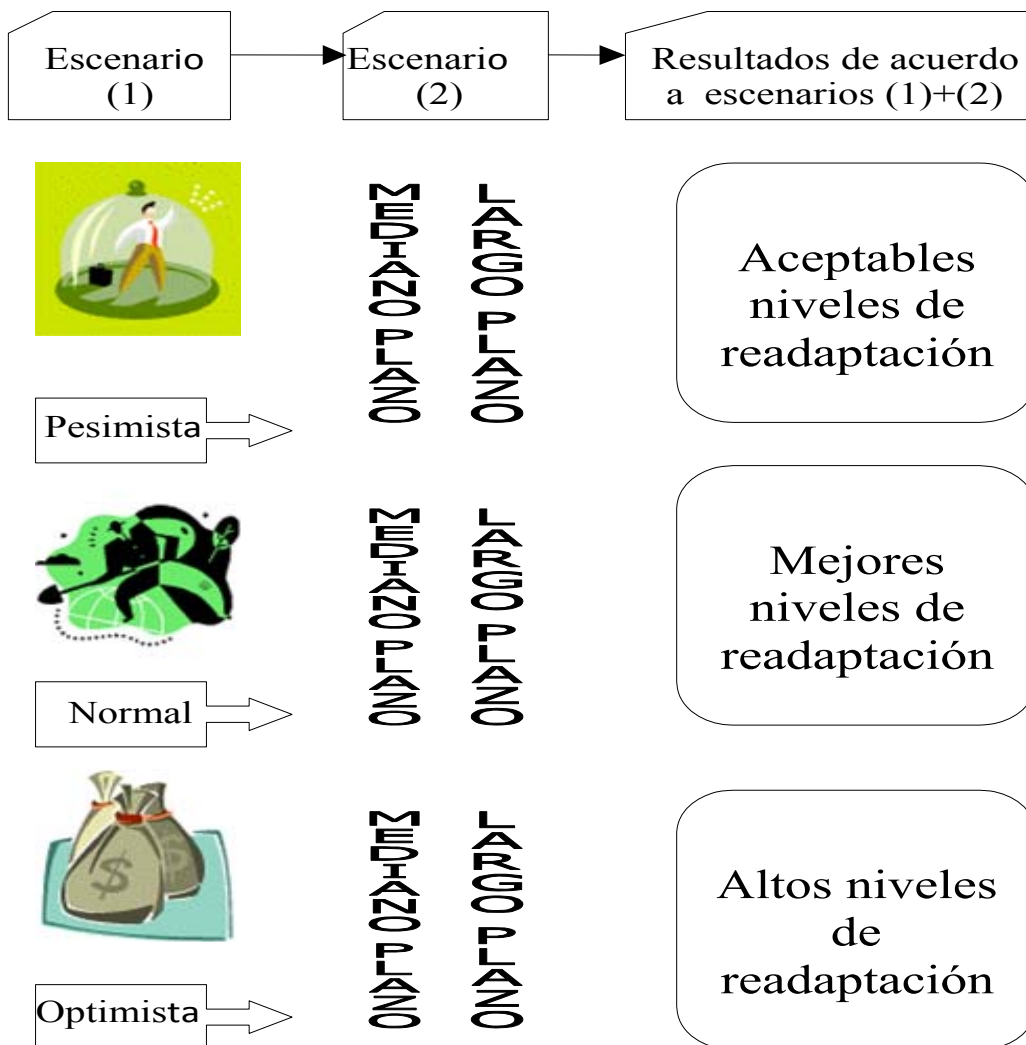 Escenario
(1)
Escenario
(2)
Resultados de acuerdo
a escenarios (1)+(2)
MEDIANO PLAZO
LARGO PLAZO
Aceptables
niveles de
readaptación
Pesimista
MEDIANO PLAZO
LARGO PLAZO
Mejores
niveles de
readaptación
Normal
$
MEDIANO PLAZO
LARGO PLAZO
Altos niveles
de
readaptación
Optimista